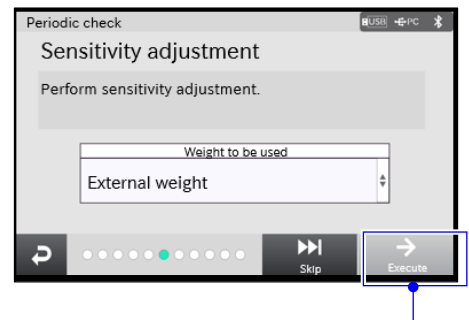 Periodic check
USB PC
Sensitivity adjustment
Perform sensitivity adjustment.
Weight to be used
External weight
Skip
Execute